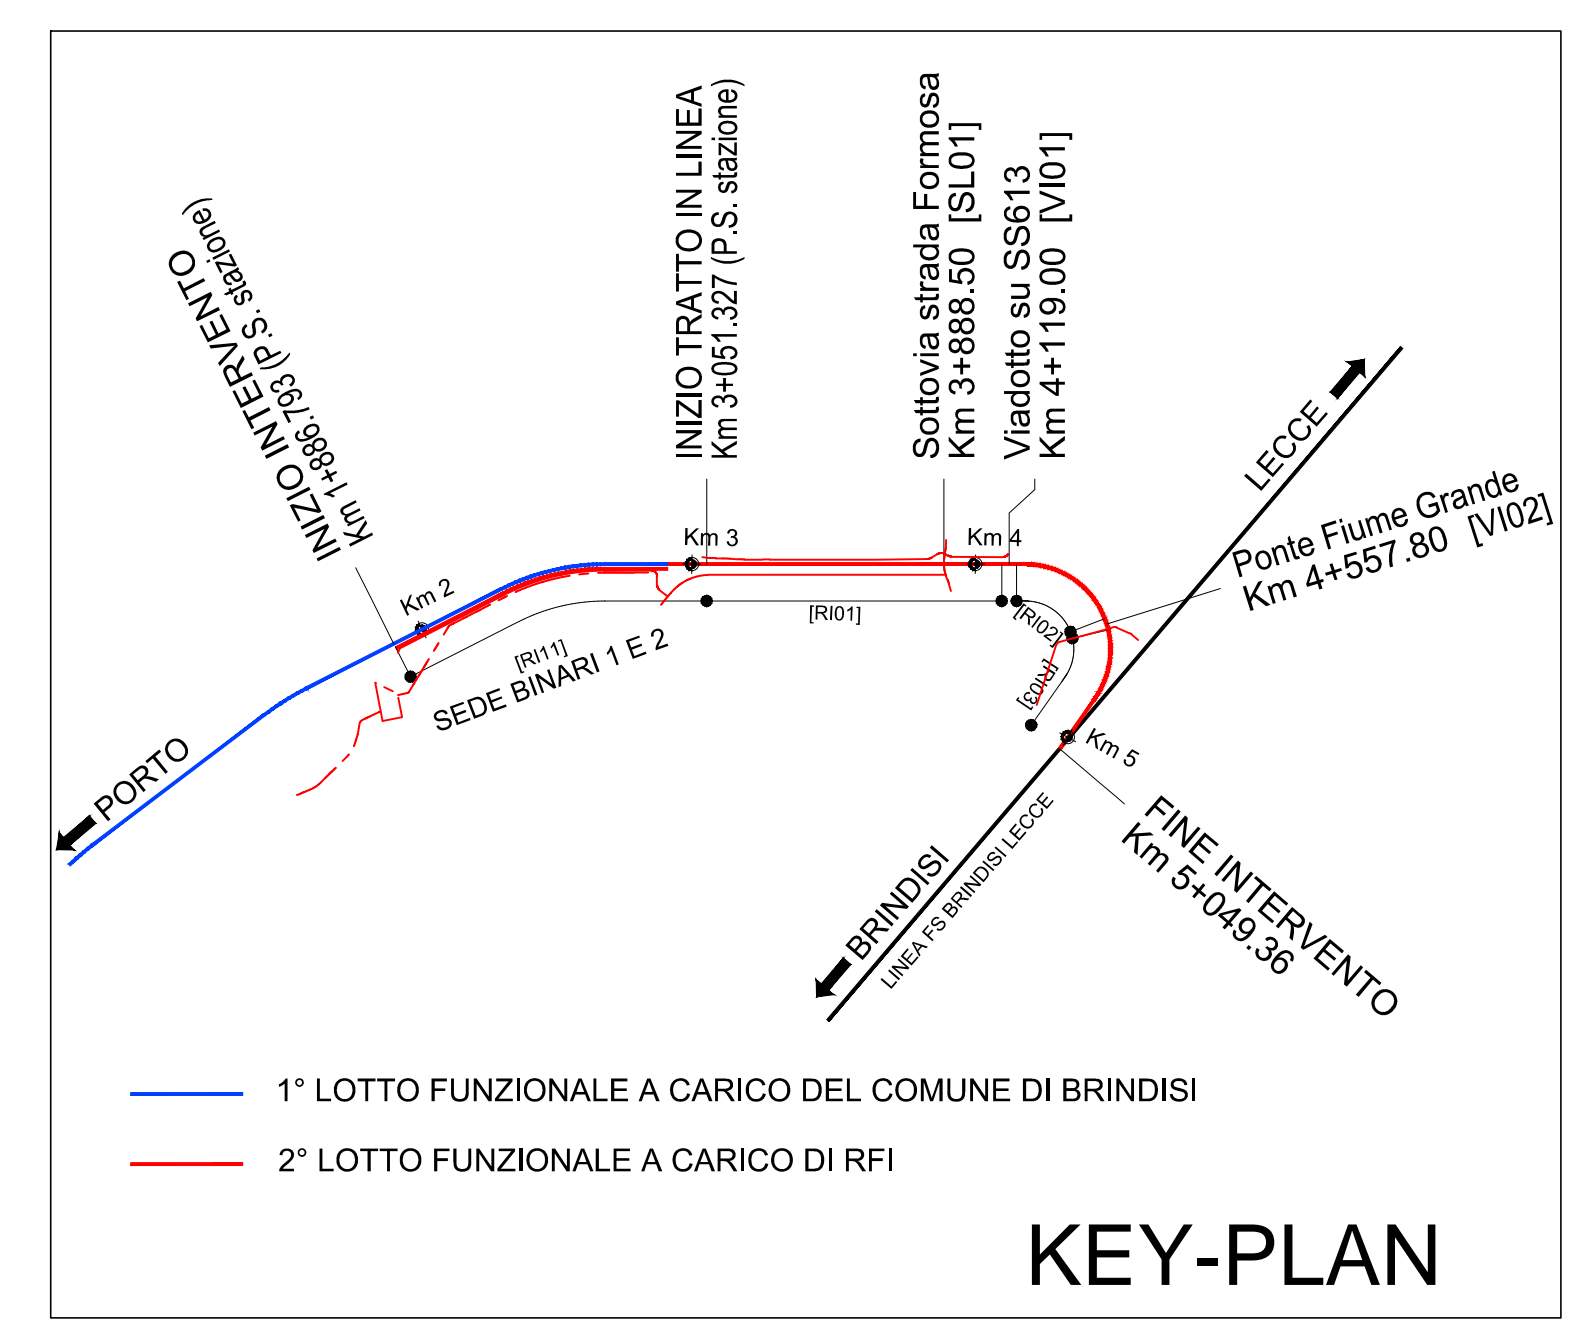 INIZIO INTERVENTO
Km 1+886.793 (P.S. stazione)
INIZIO TRATTO IN LINEA
Km 3+051.327 (P.S. stazione)
Sottovia strada Formosa
Km 3+888.50 [SL01]
Viadotto su SS613
Km 4+119.00 [VI01]
LECCE
Ponte Fiume Grande
Km 4+557.80 [VI02]
Km 2
Km 3
Km 4
[RI11]
SEDE BINARI 1 E 2
[RI01]
[RI02]
[RI03]
Km 5
PORTO
BRINDISI
LINEA FS BRINDISI LECCE
FINE INTERVENTO
Km 5+049.36
1° LOTTO FUNZIONALE A CARICO DEL COMUNE DI BRINDISI
2° LOTTO FUNZIONALE A CARICO DI RFI
KEY-PLAN